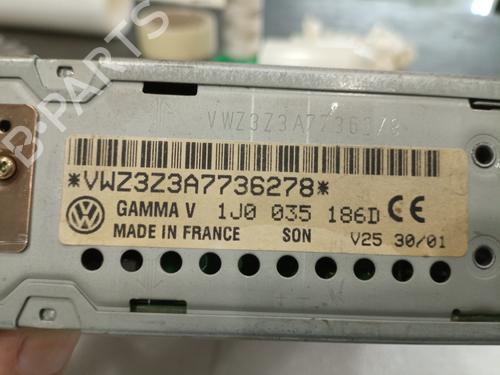 B-PARTS
VWZ3Z3A7736278
*VWZ3Z3A7736278*
GAMMA V 1J0 035 186D CE
MADE IN FRANCE SON V25 30/01